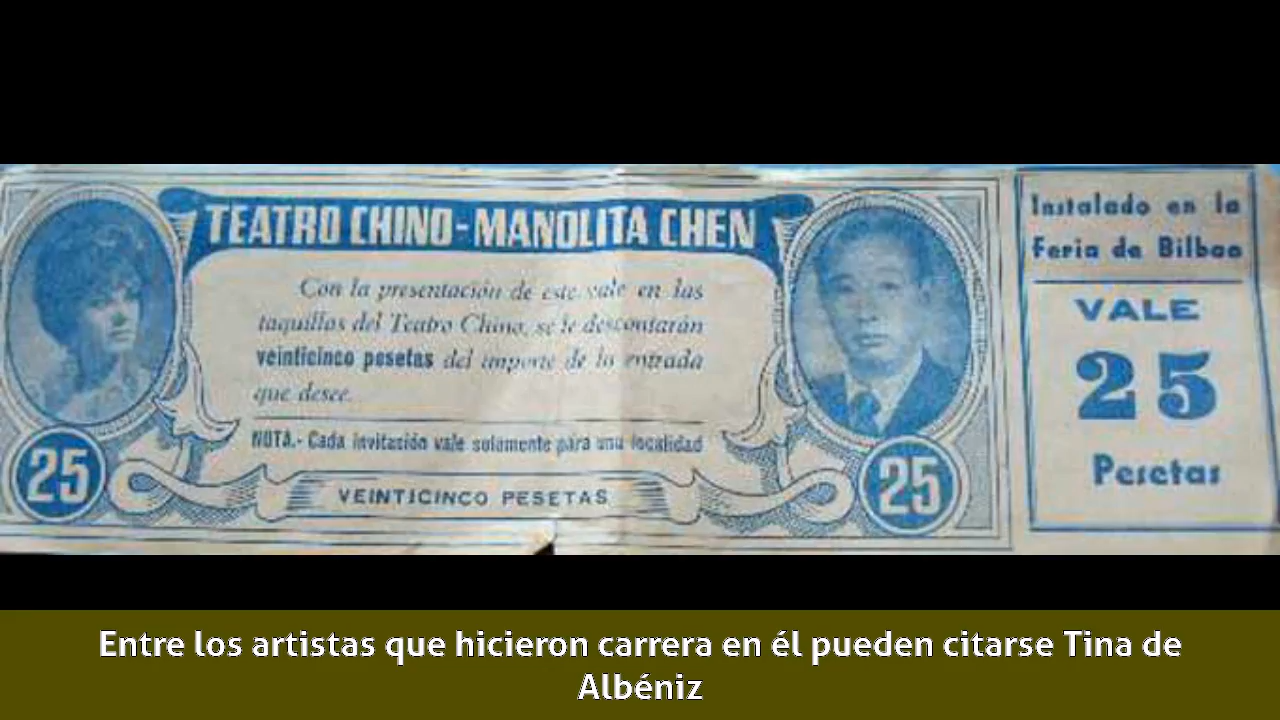 TEATRO CHINO-MANOLITA CHEN
Con la presentación de este vale en las
taquillas del Teatro Chino, se le descontarán
veinticinco pesetas del importe de la entrada
que desee.
NOTA.- Cada invitación vale solamente para una localidad
25
VEINTICINCO PESETAS
25
Instalado en la
Feria de Bilbao
VALE
25
Pesetas
Entre los artistas que hicieron carrera en él pueden citarse Tina de
Albéniz